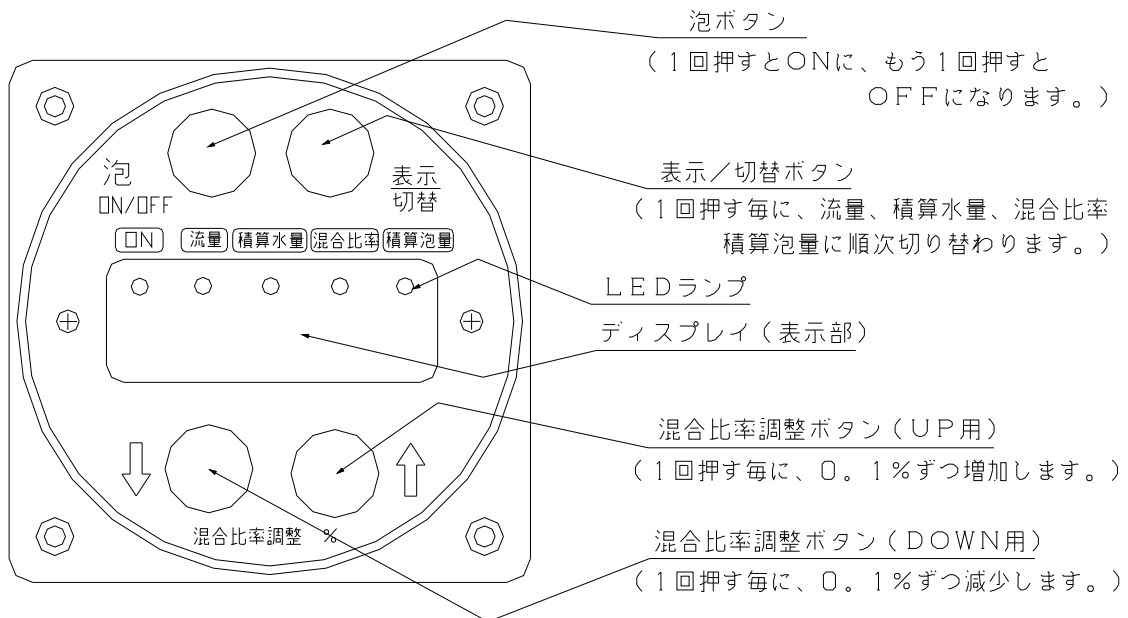 泡ボタン
(1回押すとONに、もう1回押すと
OFFになります。)
泡
ON/OFF
表示
切替
表示/切替ボタン
(1回押す毎に、流量、積算水量、混合比率
積算泡量に順次切り替わります。)
ON 流量 積算水量 混合比率 積算泡量
LEDランプ
ディスプレイ(表示部)
混合比率調整ボタン(UP用)
(1回押す毎に、0。1%ずつ増加します。)
混合比率調整 %
混合比率調整ボタン(DOWN用)
(1回押す毎に、0。1%ずつ減少します。)